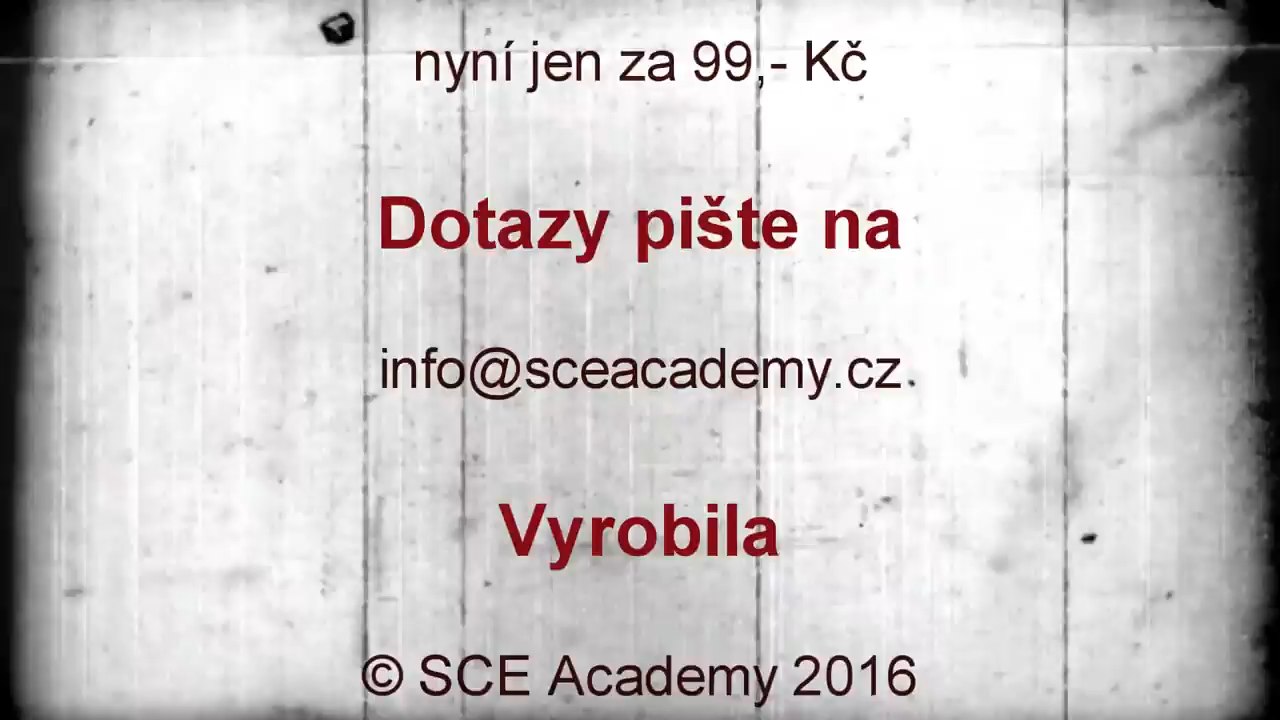 nyní jen za 99,- Kč
Dotazy pište na
info@sceacademy.cz
Vyrobila
© SCE Academy 2016